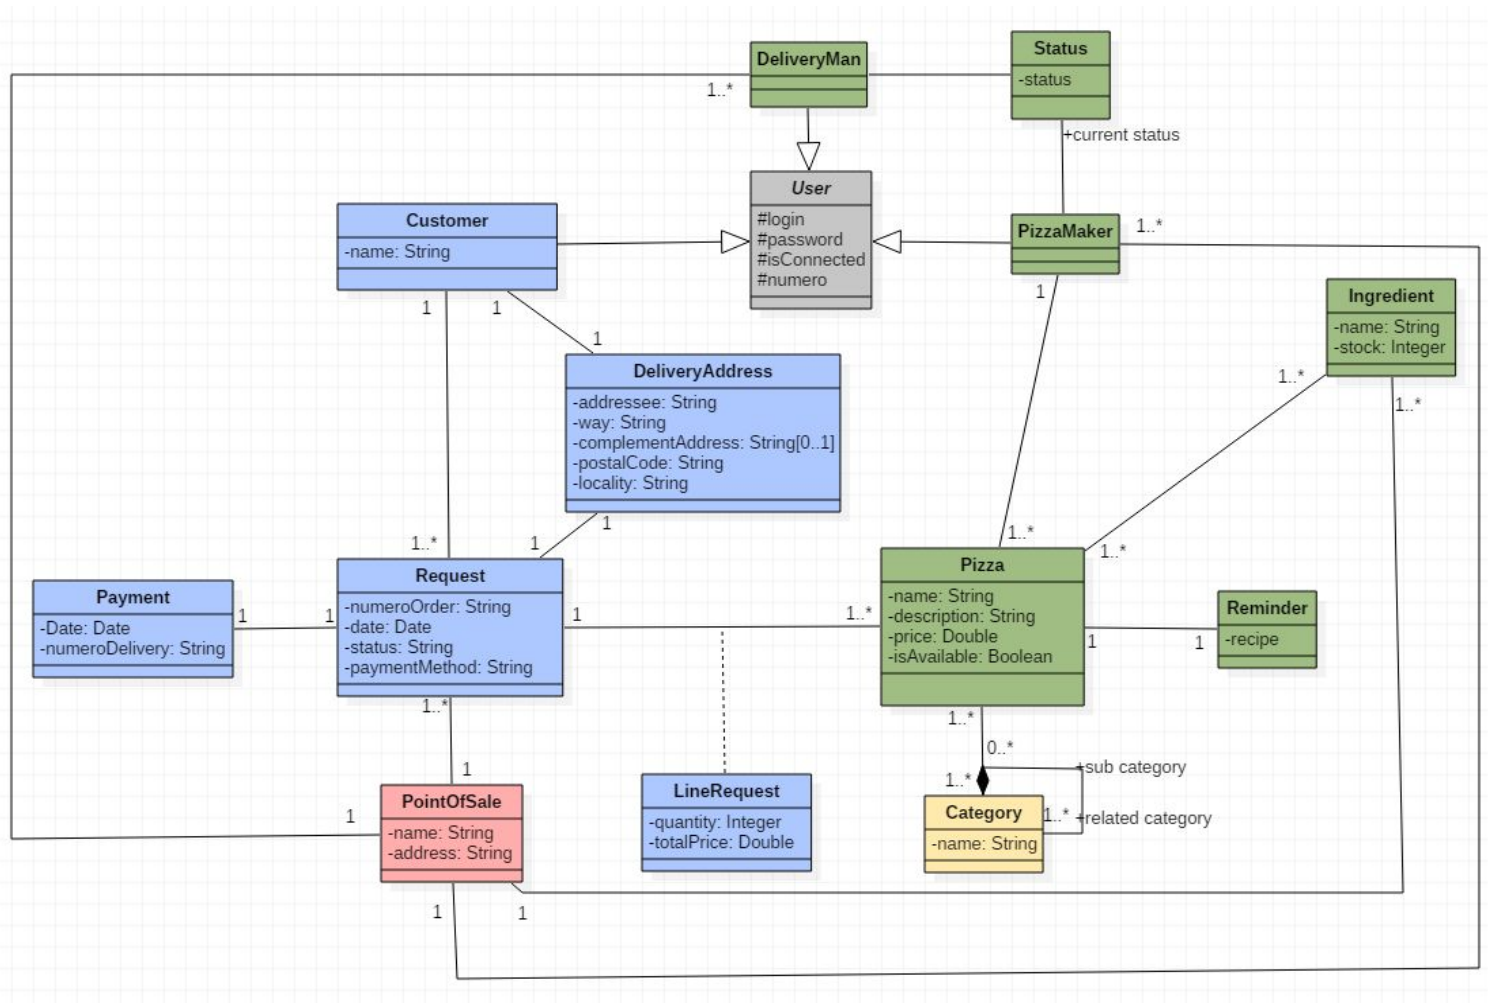 DeliveryMan
1..*
Status
-status
+current status
User
#login
#password
#isConnected
#numero
Customer
-name: String
1
1
1
PizzaMaker
1..*
1
Ingredient
-name: String
-stock: Integer
1..*
1..*
DeliveryAddress
-addressee: String
-way: String
-complementAddress: String[0..1]
-postalCode: String
-locality: String
1
1
1..*
1..*
1..*
Payment
-Date: Date
-numeroDelivery: String
1
1
Request
-numeroOrder: String
-date: Date
-status: String
-paymentMethod: String
1
1..*
1..*
Pizza
-name: String
-description: String
-price: Double
-isAvailable: Boolean
1
1
1..*
Reminder
-recipe
1
1
PointOfSale
-name: String
-address: String
1
1
LineRequest
-quantity: Integer
-totalPrice: Double
0..*
1..*
+sub category
Category
-name: String
1..*
+related category